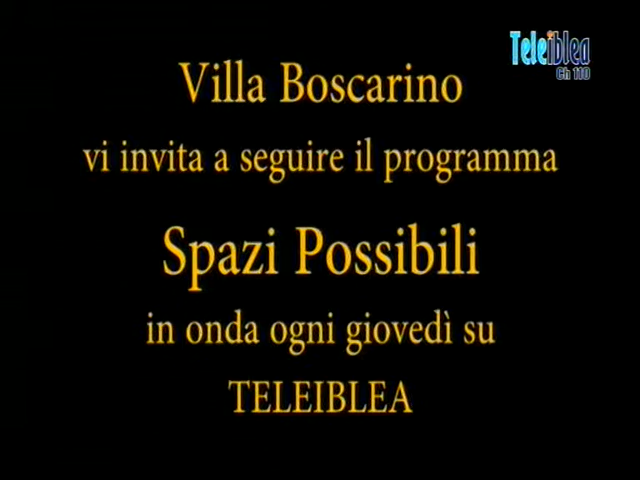 Teleiblea
Ch 110
Villa Boscarino
vi invita a seguire il programma
Spazi Possibili
in onda ogni giovedì su
TELEIBLEA